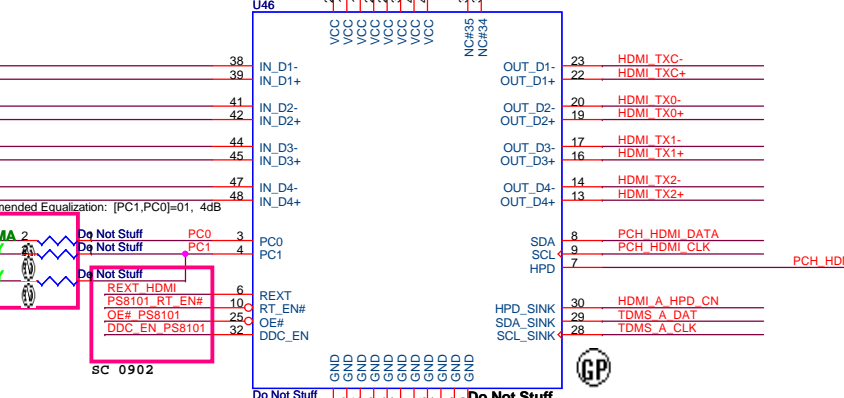 U46
VCC VCC VCC VCC VCC VCC VCC VCC NC#35 NC#34
38 IN_D1- OUT_D1- 23 HDMI_TXC-
39 IN_D1+ OUT_D1+ 22 HDMI_TXC+
41 IN_D2- OUT_D2- 20 HDMI_TX0-
42 IN_D2+ OUT_D2+ 19 HDMI_TX0+
44 IN_D3- OUT_D3- 17 HDMI_TX1-
45 IN_D3+ OUT_D3+ 16 HDMI_TX1+
47 IN_D4- OUT_D4- 14 HDMI_TX2-
48 IN_D4+ OUT_D4+ 13 HDMI_TX2+
Equalization: [PC1,PC0]=01, 4dB
2 Do Not Stuff PC0 3 PC0 SDA 8 PCH_HDMI_DATA
Do Not Stuff PC1 4 PC1 SCL 9 PCH_HDMI_CLK
HPD 7
Do Not Stuff
REXT_HDMI 6 REXT
PS8101_RT_EN# 10 RT_EN# HPD_SINK 30 HDMI_A_HPD_CN
OE#_PS8101 25 OE# SDA_SINK 29 TDMS_A_DAT
DDC_EN_PS8101 32 DDC_EN SCL_SINK 28 TDMS_A_CLK
SC 0902
GND GND GND GND GND GND GND GND GND GND GND
GP
Do Not Stuff Do Not Stuff